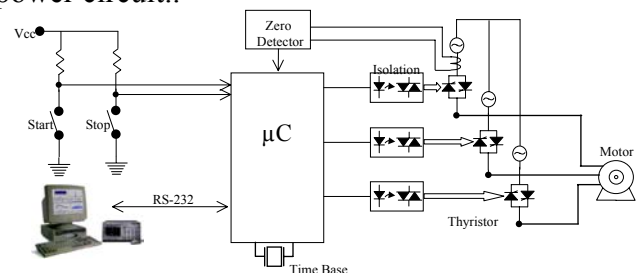 power circuit..
Vcc
Zero
Detector
Isolation
Start
Stop
µC
Motor
RS-232
Thyristor
Time Base